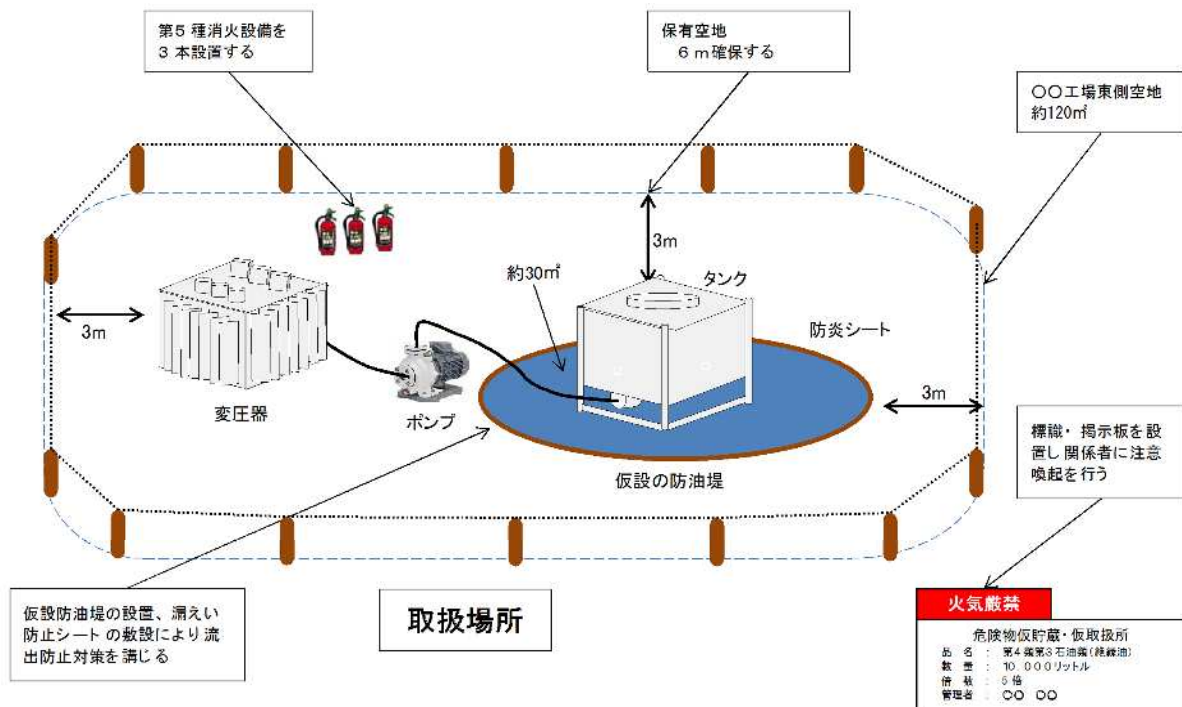 第5種消火設備を
3本設置する
保有空地
6m確保する
〇〇工場東側空地
約120㎡
3m
約30㎡
タンク
防炎シート
3m
3m
変圧器
ポンプ
仮設の防油堤
標識・掲示板を設
置し関係者に注意
喚起を行う
仮設防油堤の設置、漏えい
防止シートの敷設により流
出防止対策を講じる
取扱場所
火気厳禁
危険物仮貯蔵・仮取扱所
品名:第4類第3石油類(絶縁油)
数量:10,000リットル
倍数:5倍
管理者:〇〇 〇〇